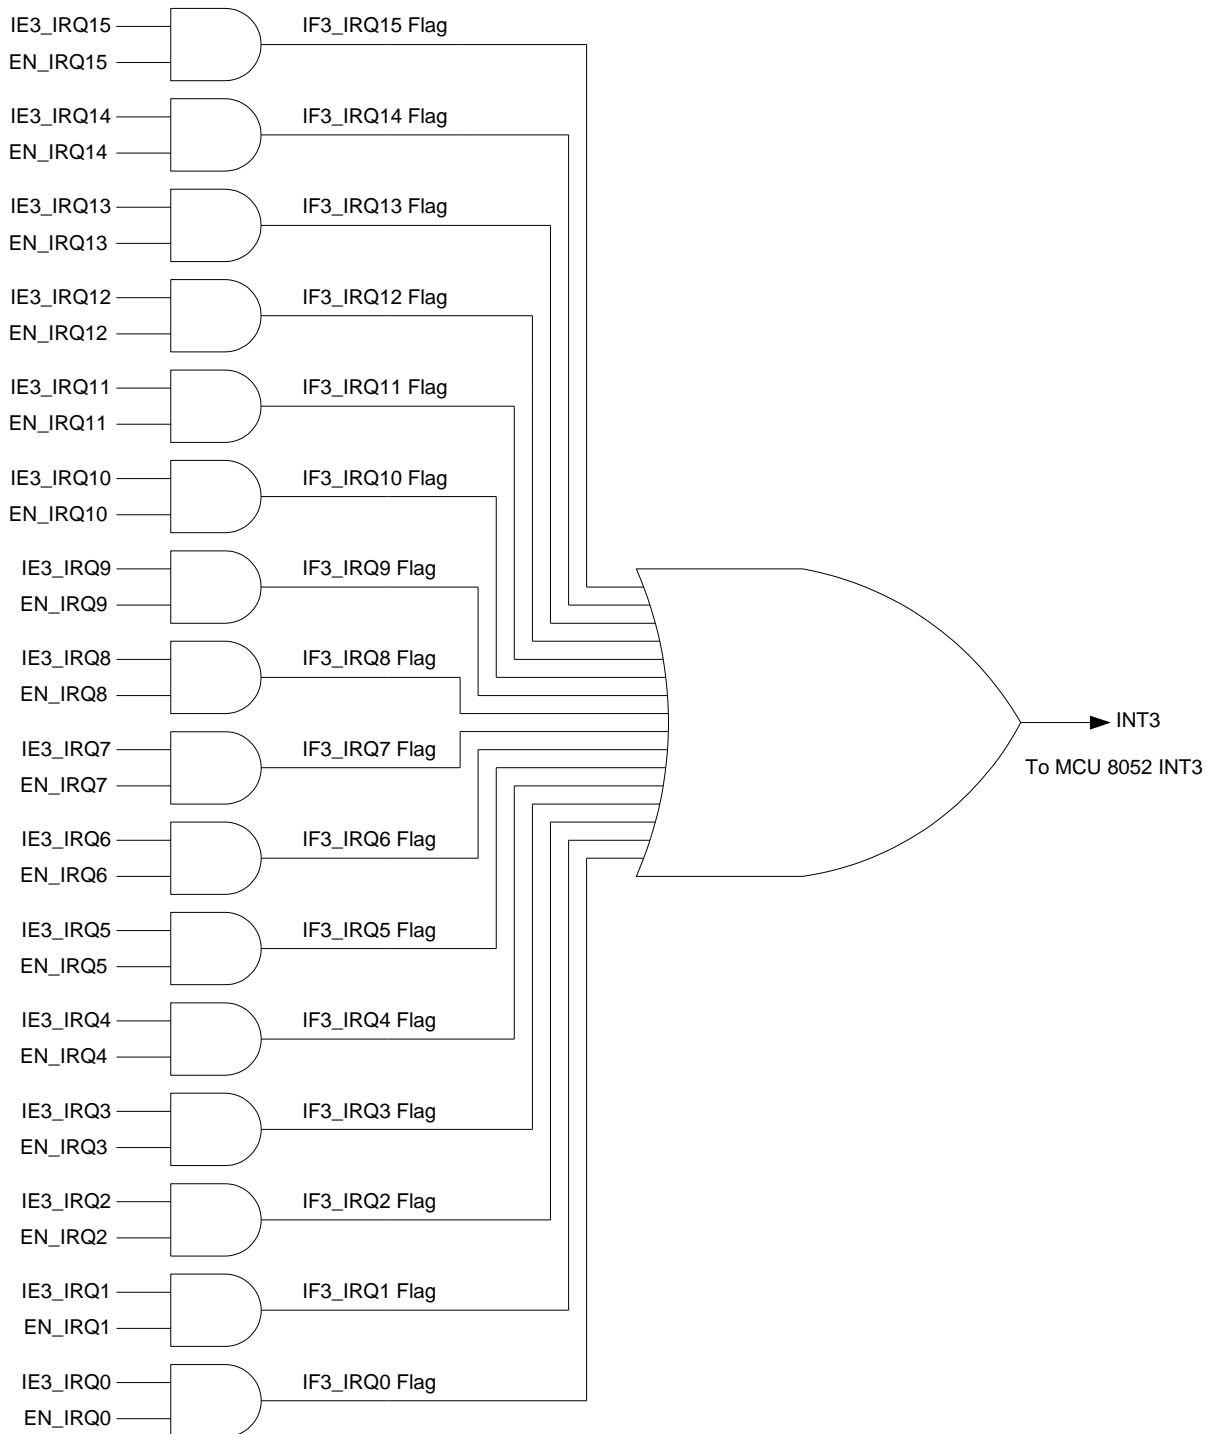 IE3_IRQ15
IF3_IRQ15 Flag
EN_IRQ15
IE3_IRQ14
IF3_IRQ14 Flag
EN_IRQ14
IE3_IRQ13
IF3_IRQ13 Flag
EN_IRQ13
IE3_IRQ12
IF3_IRQ12 Flag
EN_IRQ12
IE3_IRQ11
IF3_IRQ11 Flag
EN_IRQ11
IE3_IRQ10
IF3_IRQ10 Flag
EN_IRQ10
IE3_IRQ9
IF3_IRQ9 Flag
EN_IRQ9
IE3_IRQ8
IF3_IRQ8 Flag
EN_IRQ8
IE3_IRQ7
IF3_IRQ7 Flag
EN_IRQ7
IE3_IRQ6
IF3_IRQ6 Flag
EN_IRQ6
IE3_IRQ5
IF3_IRQ5 Flag
EN_IRQ5
IE3_IRQ4
IF3_IRQ4 Flag
EN_IRQ4
IE3_IRQ3
IF3_IRQ3 Flag
EN_IRQ3
IE3_IRQ2
IF3_IRQ2 Flag
EN_IRQ2
IE3_IRQ1
IF3_IRQ1 Flag
EN_IRQ1
IE3_IRQ0
IF3_IRQ0 Flag
EN_IRQ0
INT3
To MCU 8052 INT3